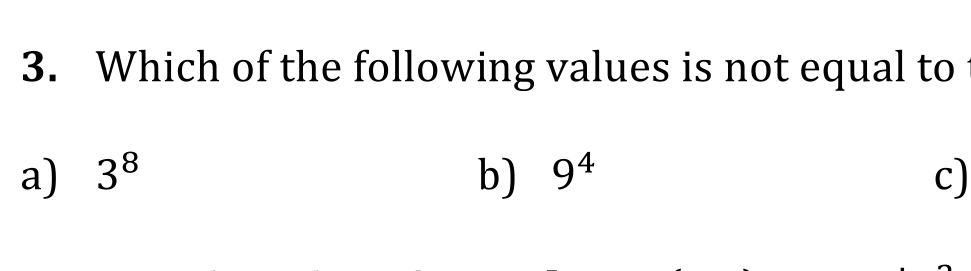 3. Which of the following values is not equal to
a) 3⁸ b) 9⁴ c)